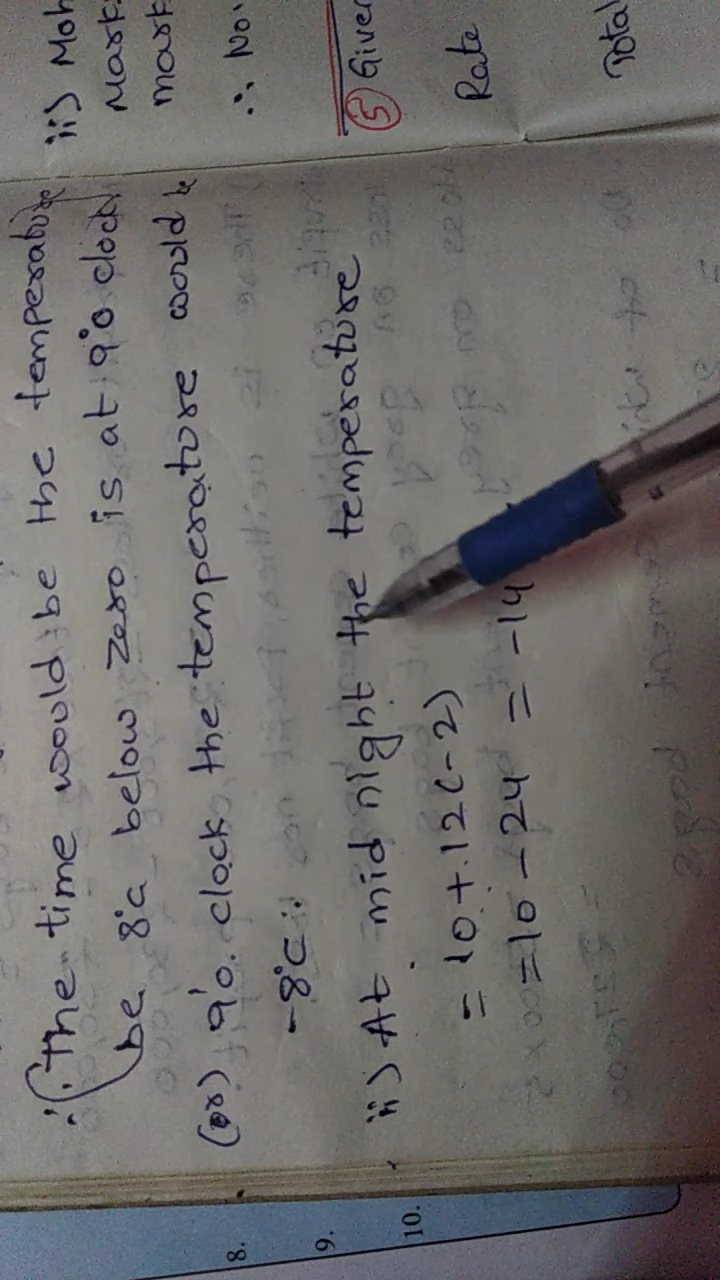 ∴ The time would be the temperature
be 8°c below zero is at 9°o clock
(or) 9'o. clock the temperature would be
-8°c.
ii) At mid night the temperature
= 10 + 12 (-2)
= 10 - 24 = -14
ii) Moh
Mark
mark
∴ No.
5 Given
Rate
Total
8.
9.
10.